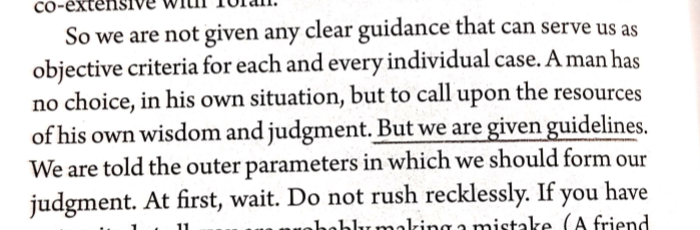 co-extensive with Torah.
So we are not given any clear guidance that can serve us as
objective criteria for each and every individual case. A man has
no choice, in his own situation, but to call upon the resources
of his own wisdom and judgment. But we are given guidelines.
We are told the outer parameters in which we should form our
judgment. At first, wait. Do not rush recklessly. If you have
probably making a mistake. (A friend